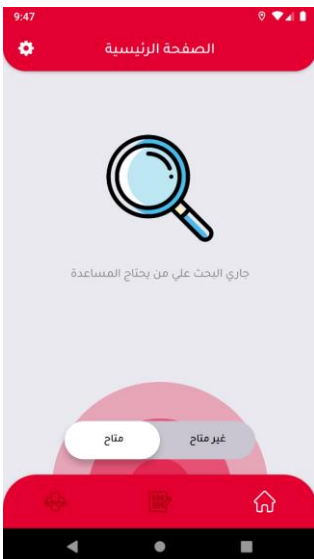 9:47
الصفحة الرئيسية
جاري البحث علي من يحتاج المساعدة
غير متاح
متاح